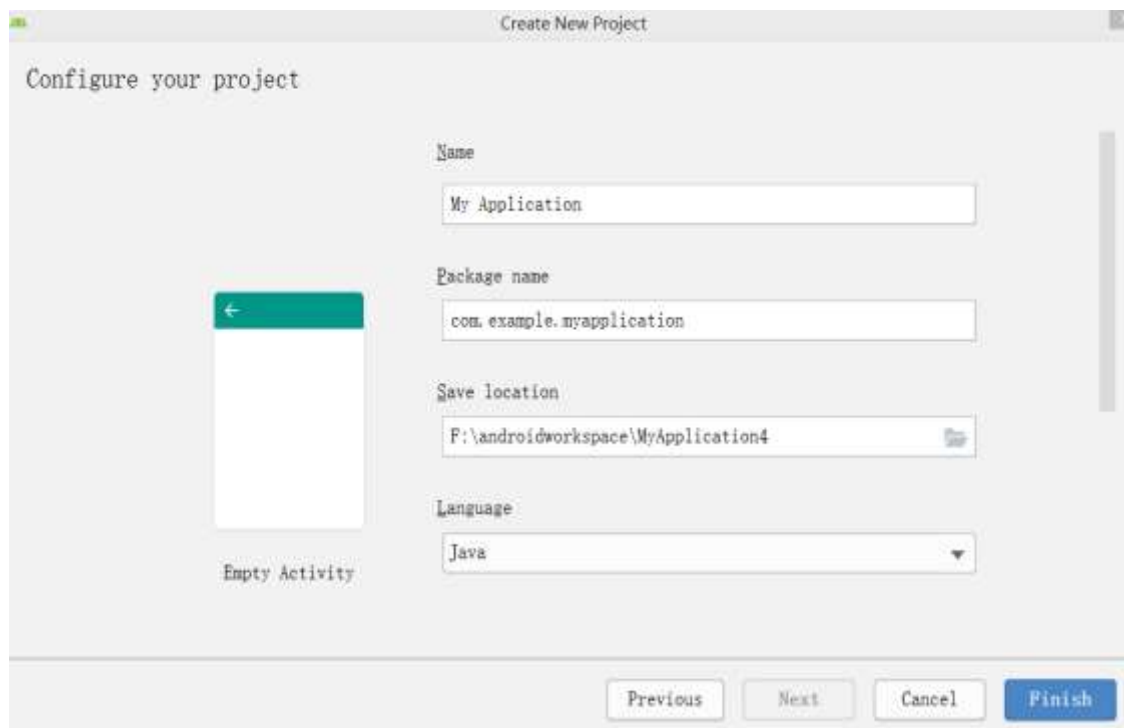 Create New Project
Configure your project
Name
My Application
Package name
com.example.myapplication
Save location
F:\androidworkspace\MyApplication4
Language
Java
Empty Activity
Previous
Next
Cancel
Finish